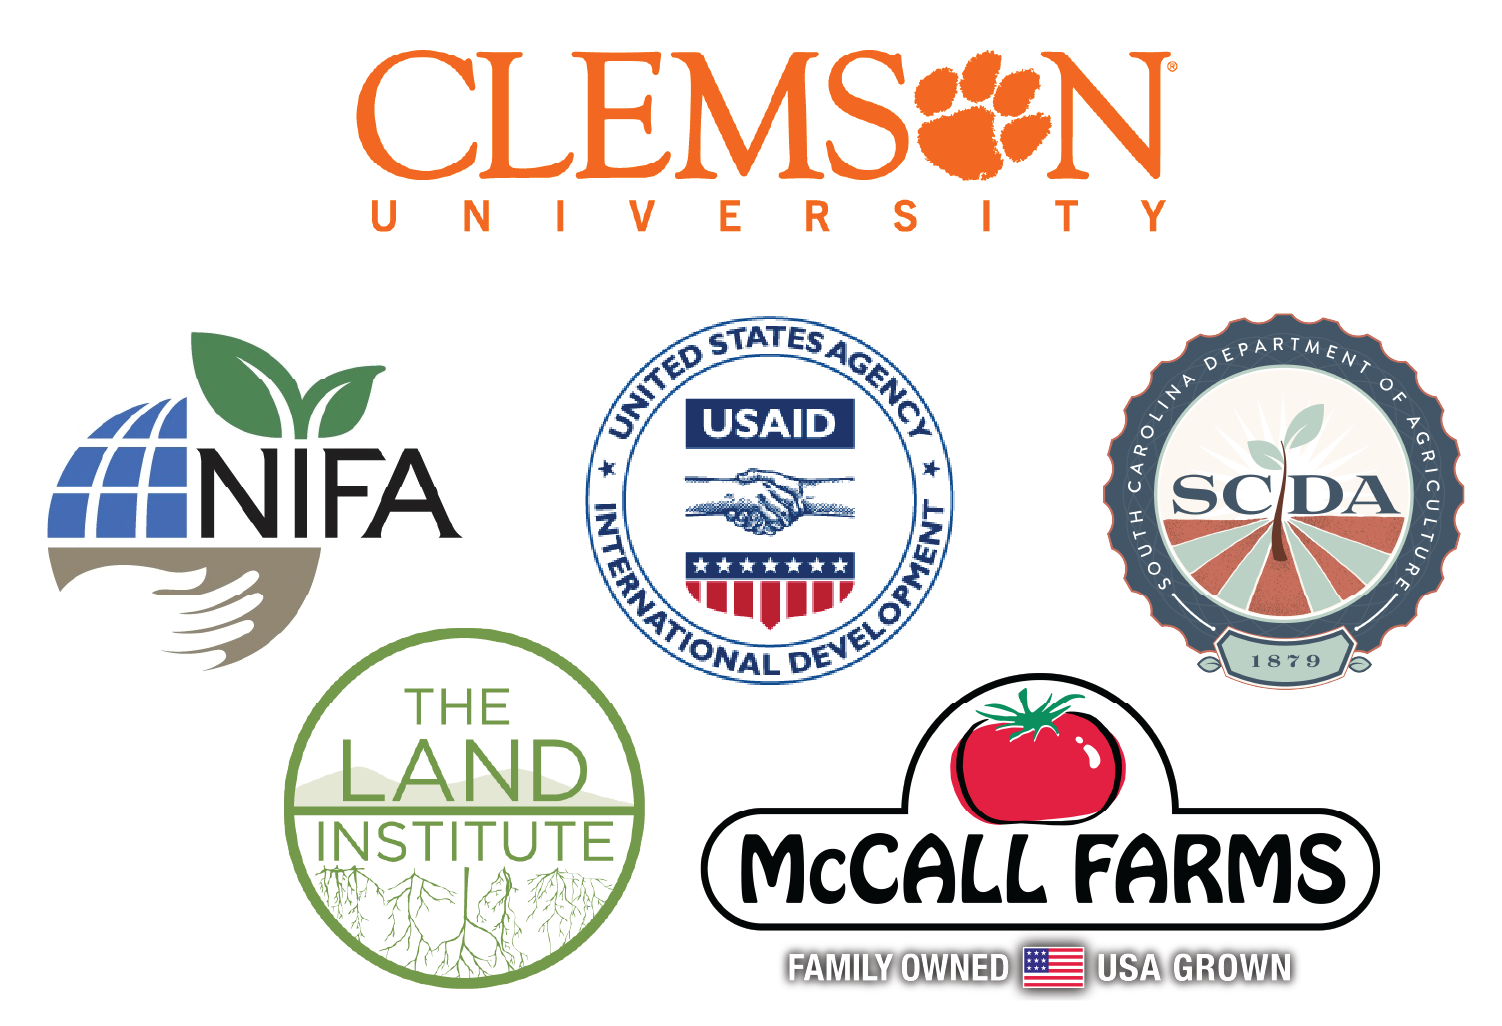 CLEMSON®
UNIVERSITY
NIFA
UNITED STATES AGENCY
USAID
INTERNATIONAL DEVELOPMENT
SOUTH CAROLINA DEPARTMENT OF AGRICULTURE
SCDA
1879
THE
LAND
INSTITUTE
McCALL FARMS
FAMILY OWNED USA GROWN